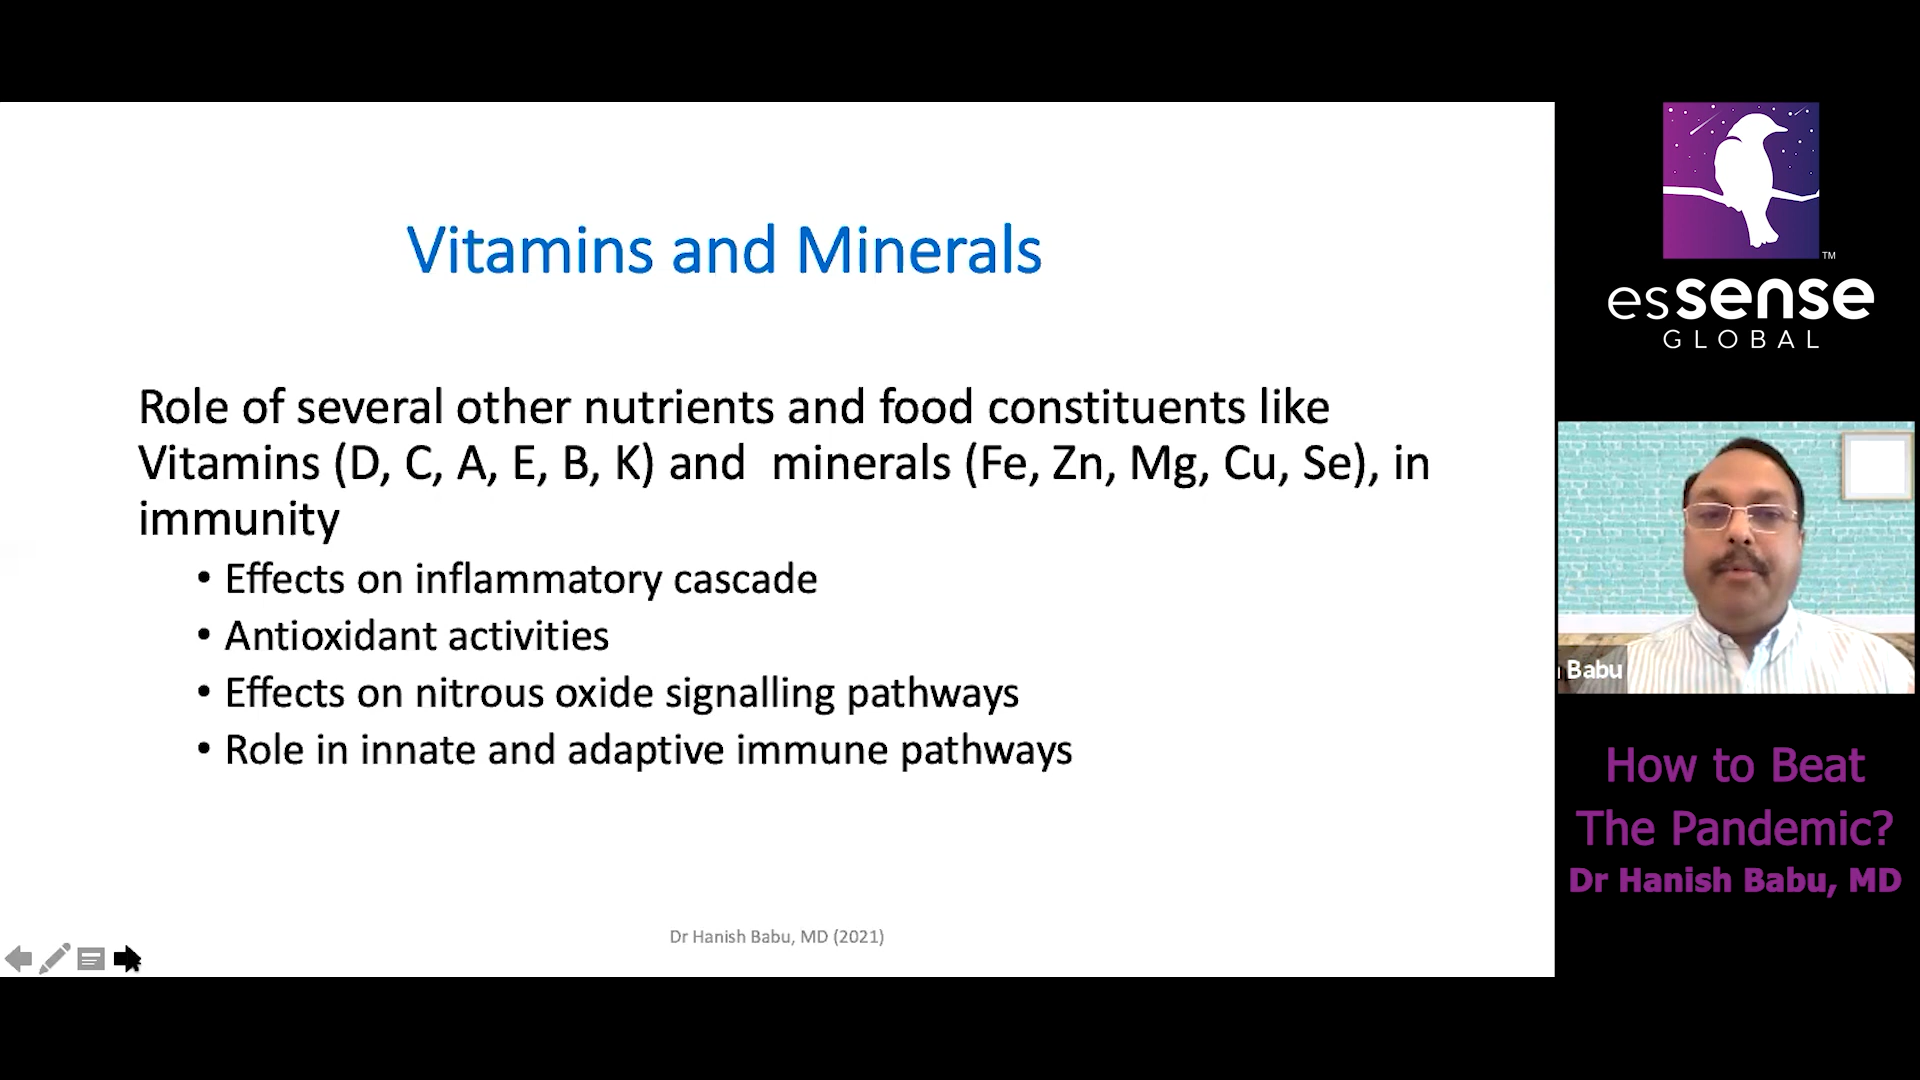 Vitamins and Minerals
Role of several other nutrients and food constituents like
Vitamins (D, C, A, E, B, K) and  minerals (Fe, Zn, Mg, Cu, Se), in
immunity
• Effects on inflammatory cascade
• Antioxidant activities
• Effects on nitrous oxide signalling pathways
• Role in innate and adaptive immune pathways
Dr Hanish Babu, MD (2021)
TM
essense
GLOBAL
Babu
How to Beat
The Pandemic?
Dr Hanish Babu, MD